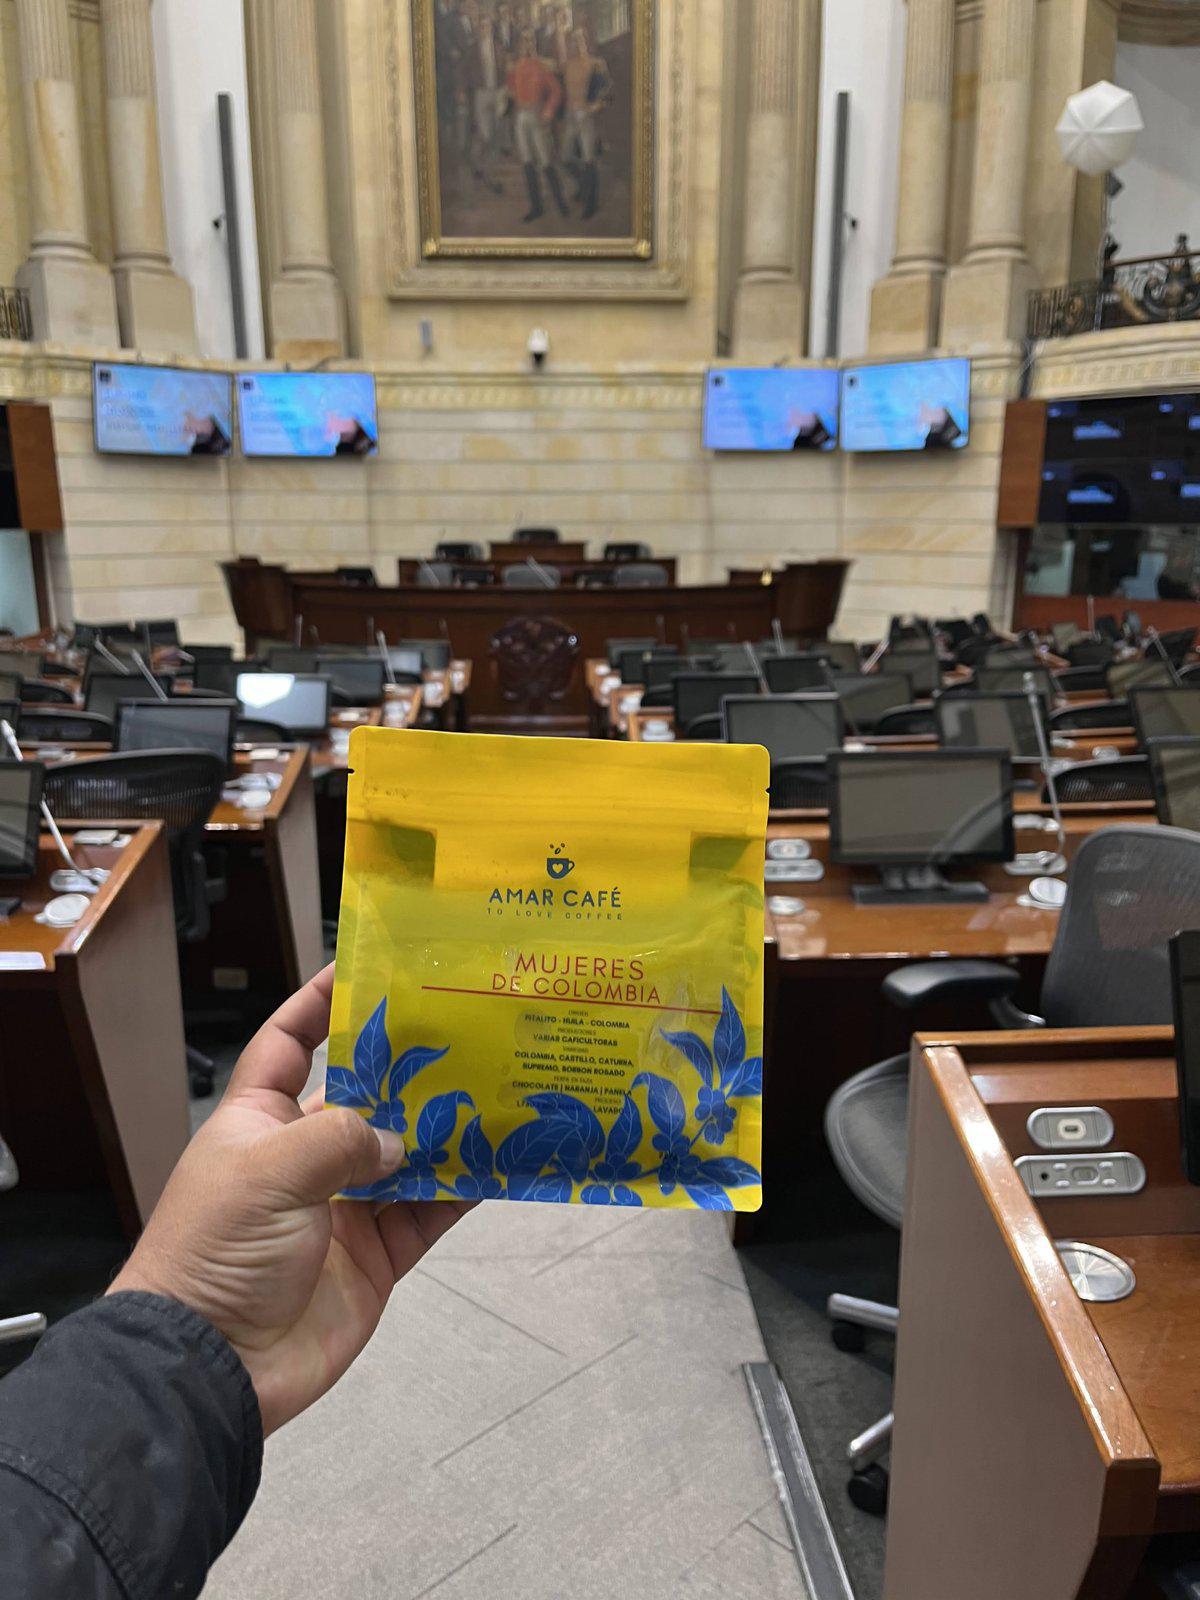 AMAR CAFÉ
TO LOVE COFFEE
MUJERES
DE COLOMBIA
ORIGEN
PITALITO - HUILA - COLOMBIA
PRODUCTORES
VARIAS CAFICULTORAS
VARIEDAD
COLOMBIA, CASTILLO, CATURRA,
SUPREMO, BORBON ROSADO
PERFIL EN TAZA
CHOCOLATE | NARANJA | PANELA
PROCESO
LAVADO